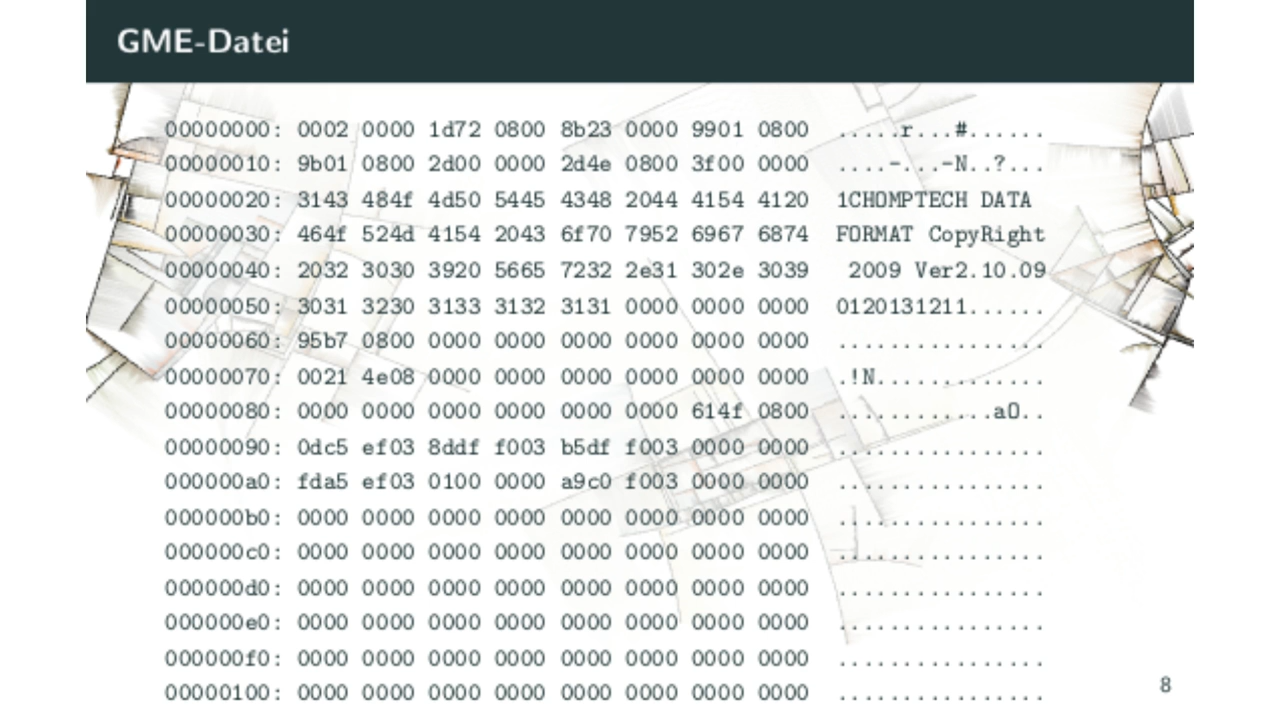 GME-Datei
00000000: 0002 0000 1d72 0800 8b23 0000 9901 0800 .....r...#......
00000010: 9b01 0800 2d00 0000 2d4e 0800 3f00 0000 ....-...-N..?...
00000020: 3143 484f 4d50 5445 4348 2044 4154 4120 1CHOMPTECH DATA
00000030: 464f 524d 4154 2043 6f70 7952 6967 6874 FORMAT CopyRight
00000040: 2032 3030 3920 5665 7232 2e31 302e 3039 2009 Ver2.10.09
00000050: 3031 3230 3133 3132 3131 0000 0000 0000 0120131211......
00000060: 95b7 0800 0000 0000 0000 0000 0000 0000 ................
00000070: 0021 4e08 0000 0000 0000 0000 0000 0000 .!N.............
00000080: 0000 0000 0000 0000 0000 0000 614f 0800 ............aO..
00000090: 0dc5 ef03 8ddf f003 b5df f003 0000 0000 ................
000000a0: fda5 ef03 0100 0000 a9c0 f003 0000 0000 ................
000000b0: 0000 0000 0000 0000 0000 0000 0000 0000 ................
000000c0: 0000 0000 0000 0000 0000 0000 0000 0000 ................
000000d0: 0000 0000 0000 0000 0000 0000 0000 0000 ................
000000e0: 0000 0000 0000 0000 0000 0000 0000 0000 ................
000000f0: 0000 0000 0000 0000 0000 0000 0000 0000 ................
00000100: 0000 0000 0000 0000 0000 0000 0000 0000 ................
8